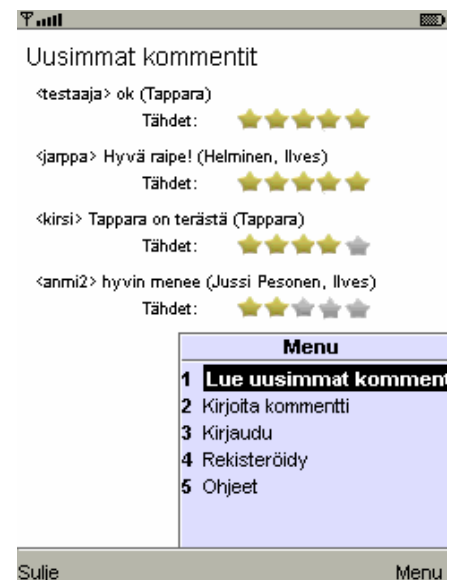 Uusimmat kommentit
<testaaja> ok (Tappara)
Tähdet:
<jarppa> Hyvä raipe! (Helminen, Ilves)
Tähdet:
<kirsi> Tappara on terästä (Tappara)
Tähdet:
<anmi2> hyvin menee (Jussi Pesonen, Ilves)
Tähdet:
Menu
1 Lue uusimmat komment
2 Kirjoita kommentti
3 Kirjaudu
4 Rekisteröidy
5 Ohjeet
Sulje Menu